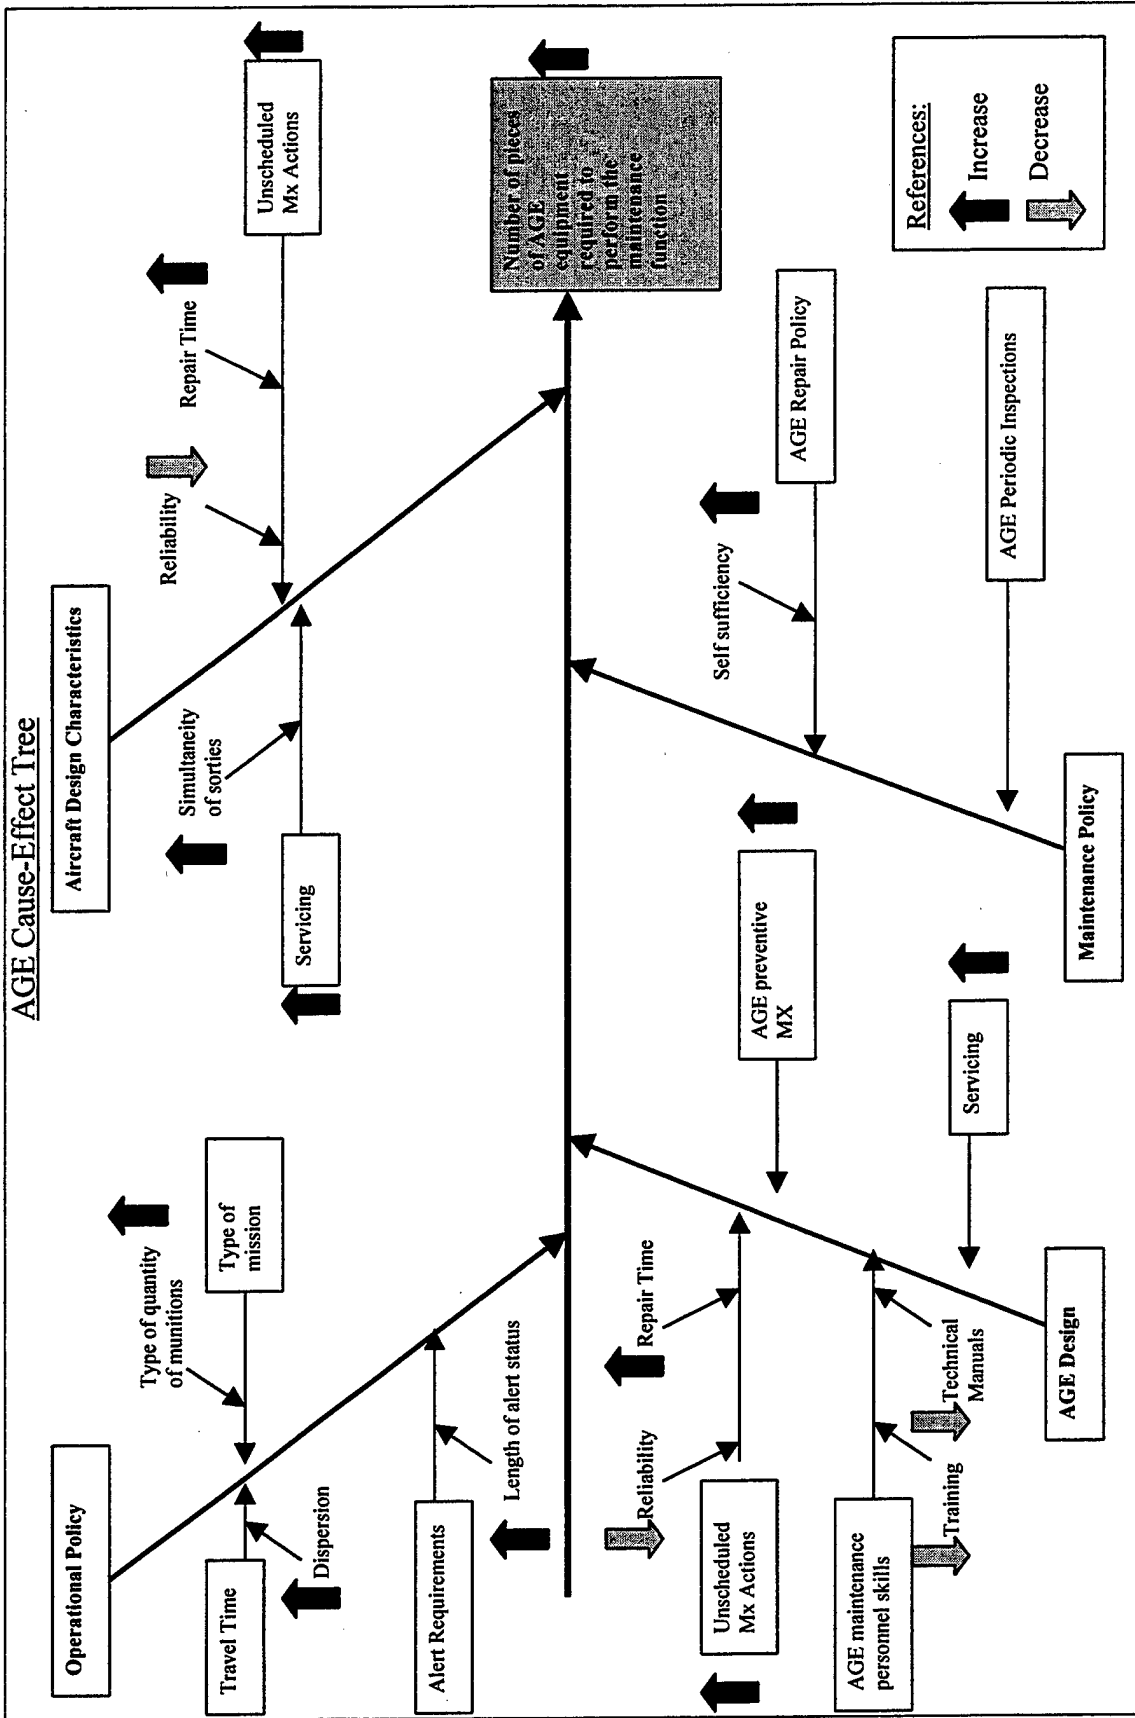 AGE Cause-Effect Tree
Operational Policy
Travel Time
Dispersion
Type of quantity
of munitions
Type of
mission
Alert Requirements
Length of alert status
Aircraft Design Characteristics
Servicing
Simultaneity
of sorties
Reliability
Repair Time
Unscheduled
Mx Actions
Number of pieces
of AGE
equipment
required to
perform the
maintenance
function
Reliability
Repair Time
Unscheduled
Mx Actions
AGE maintenance
personnel skills
Training
Technical
Manuals
AGE preventive
MX
Servicing
AGE Design
Self sufficiency
AGE Repair Policy
AGE Periodic Inspections
Maintenance Policy
References:
Increase
Decrease